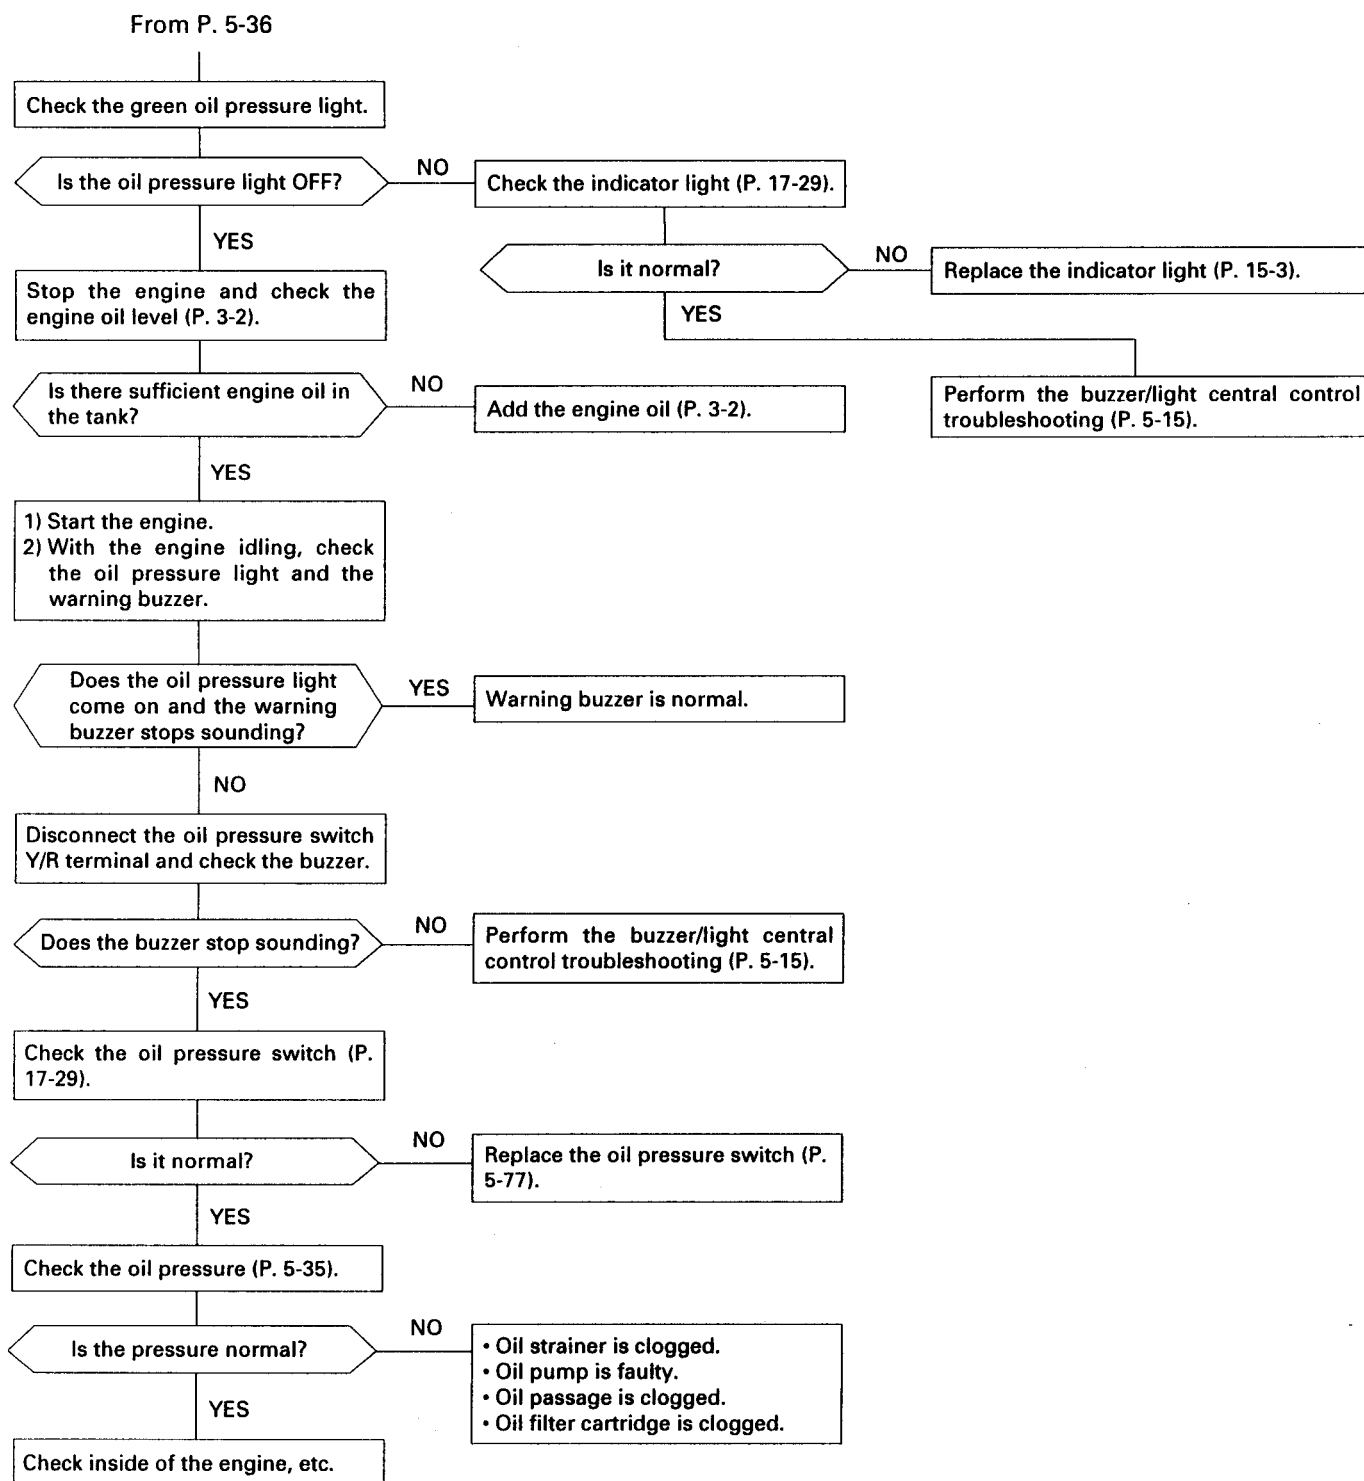 From P. 5-36
Check the green oil pressure light.
Is the oil pressure light OFF?
NO
Check the indicator light (P. 17-29).
YES
Is it normal?
NO
Replace the indicator light (P. 15-3).
Stop the engine and check the
engine oil level (P. 3-2).
YES
Perform the buzzer/light central control
troubleshooting (P. 5-15).
Is there sufficient engine oil in
the tank?
NO
Add the engine oil (P. 3-2).
YES
1) Start the engine.
2) With the engine idling, check
the oil pressure light and the
warning buzzer.
Does the oil pressure light
come on and the warning
buzzer stops sounding?
YES
Warning buzzer is normal.
NO
Disconnect the oil pressure switch
Y/R terminal and check the buzzer.
Does the buzzer stop sounding?
NO
Perform the buzzer/light central
control troubleshooting (P. 5-15).
YES
Check the oil pressure switch (P.
17-29).
Is it normal?
NO
Replace the oil pressure switch (P.
5-77).
YES
Check the oil pressure (P. 5-35).
Is the pressure normal?
NO
• Oil strainer is clogged.
• Oil pump is faulty.
• Oil passage is clogged.
• Oil filter cartridge is clogged.
YES
Check inside of the engine, etc.